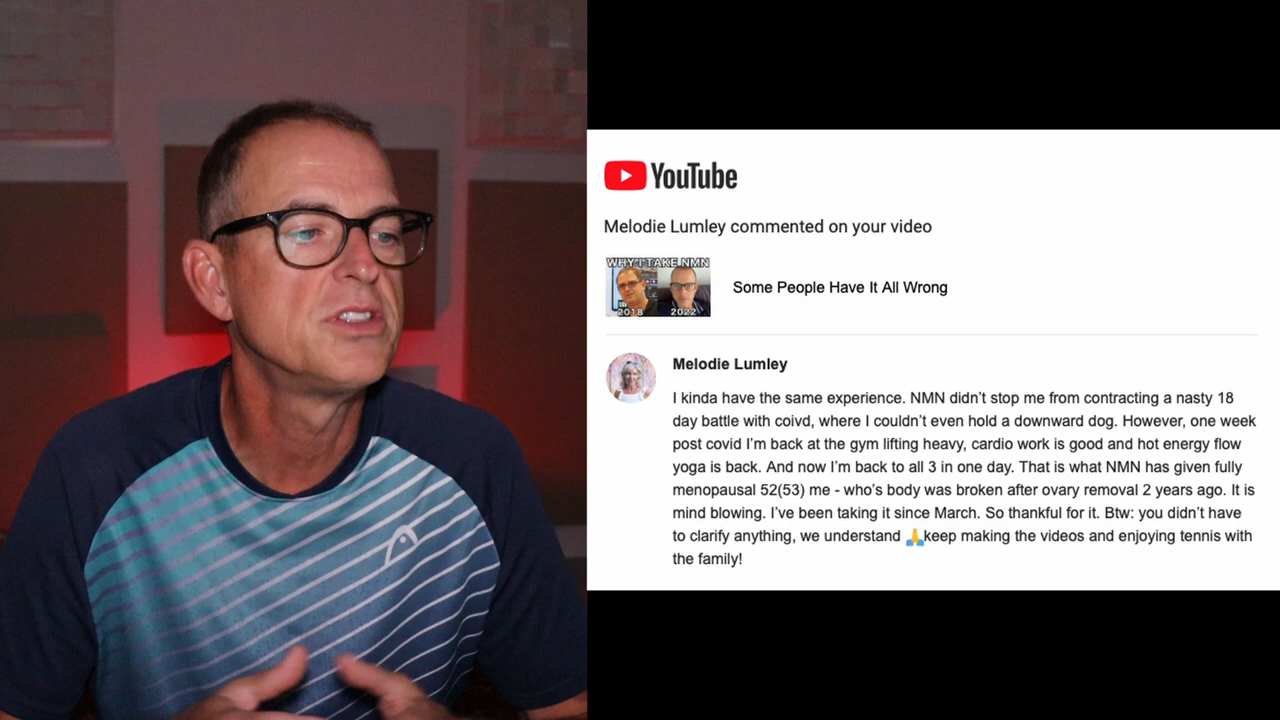 YouTube
Melodie Lumley commented on your video
WHY I TAKE NMN
2018 2022
Some People Have It All Wrong
Melodie Lumley
I kinda have the same experience. NMN didn’t stop me from contracting a nasty 18
day battle with coivd, where I couldn’t even hold a downward dog. However, one week
post covid I’m back at the gym lifting heavy, cardio work is good and hot energy flow
yoga is back. And now I’m back to all 3 in one day. That is what NMN has given fully
menopausal 52(53) me - who’s body was broken after ovary removal 2 years ago. It is
mind blowing. I’ve been taking it since March. So thankful for it. Btw: you didn’t have
to clarify anything, we understand 🙏keep making the videos and enjoying tennis with
the family!